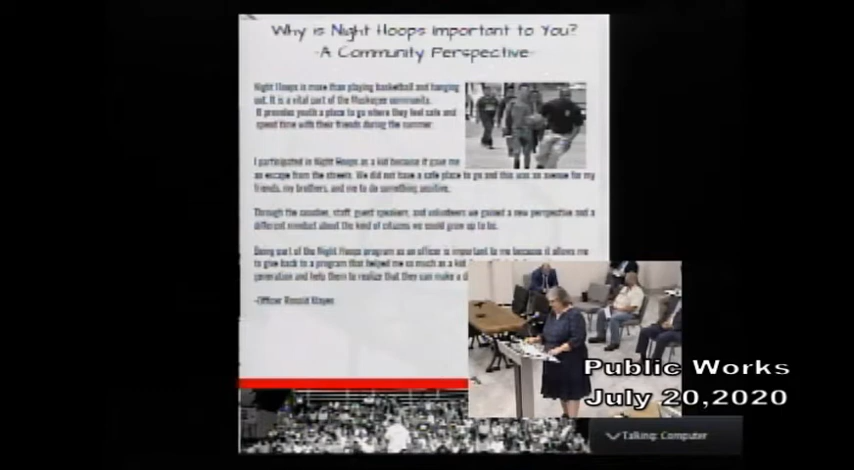 Why is Night Hoops Important to You?
-A Community Perspective-
Night Hoops is more than playing basketball and hanging
out. It is a vital part of the Muskogee community.
It provides youth a place to go where they feel safe and
spend time with their friends during the summer.
I participated in Night Hoops as a kid because it gave me
an escape from the streets. We did not have a safe place to go and this was an avenue for my
friends, my brothers, and me to do something positive.
Through the coaches, staff, guest speakers, and volunteers we gained a new perspective and a
different mindset about the kind of citizens we could grow up to be.
Being part of the Night Hoops program as an officer is important to me because it allows me
to give back to a program that helped me so much as a kid
generation and help them to realize that they can make a d
-Officer Ronald
Public Works
July 20,2020
Talking: Computer